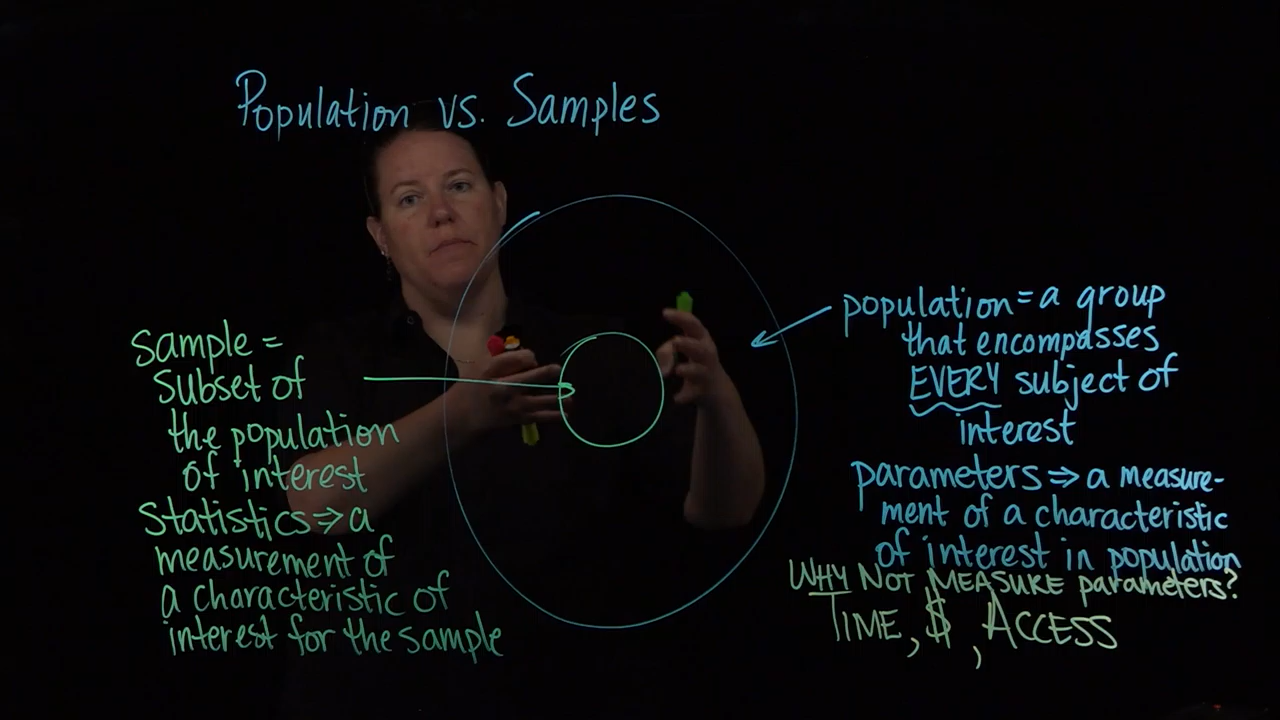 Population vs. Samples
sample =
subset of
the population
of interest
statistics ⇒ a
measurement of
a characteristic of
interest for the sample
population = a group
that encompasses
EVERY subject of
interest
parameters ⇒ a measure-
ment of a characteristic
of interest in population
WHY NOT MEASURE parameters?
TIME, $, ACCESS